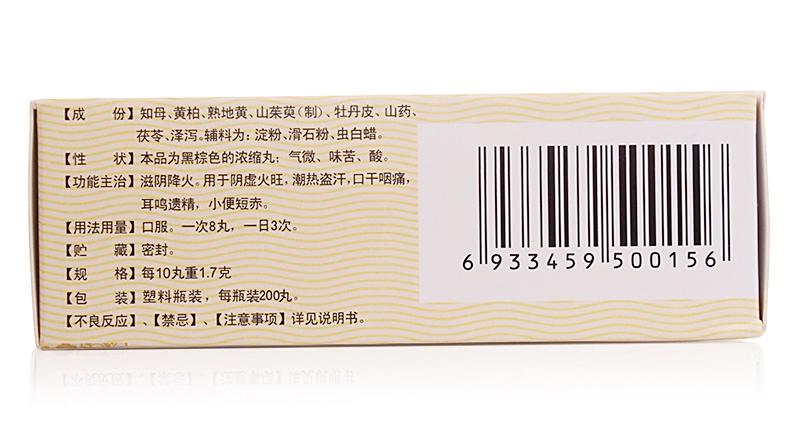 【成　份】知母、黄柏、熟地黄、山茱萸（制）、牡丹皮、山药、
茯苓、泽泻。辅料为：淀粉、滑石粉、虫白蜡。
【性　状】本品为黑棕色的浓缩丸；气微、味苦、酸。
【功能主治】滋阴降火。用于阴虚火旺，潮热盗汗，口干咽痛，
耳鸣遗精，小便短赤。
【用法用量】口服。一次8丸，一日3次。
【贮　藏】密封。
【规　格】每10丸重1.7克
【包　装】塑料瓶装，每瓶装200丸。
【不良反应】、【禁忌】、【注意事项】详见说明书。
6 933459 500156